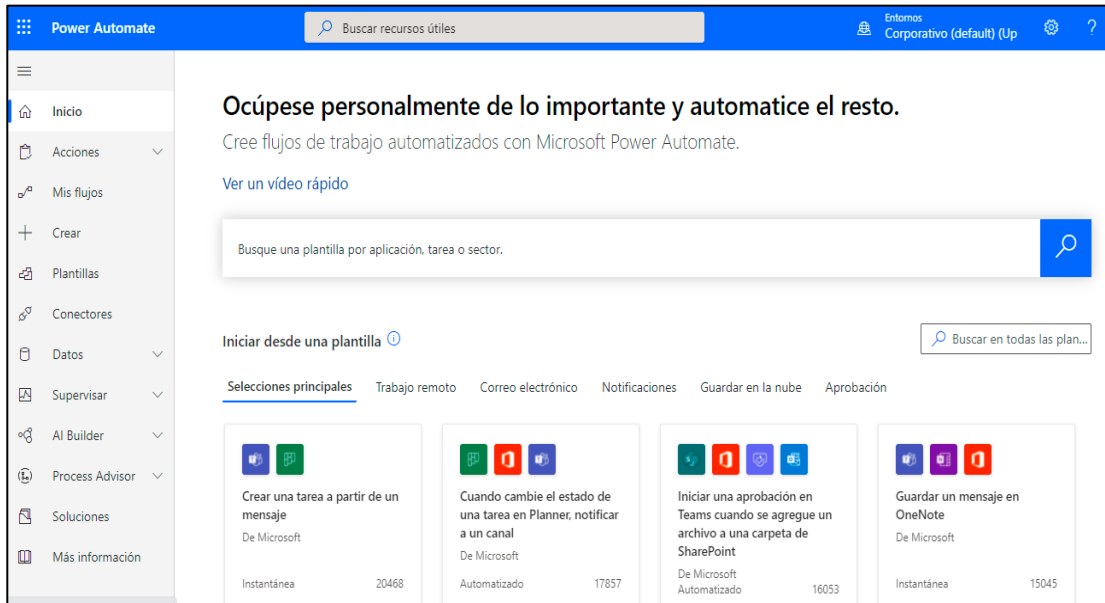 Power Automate
Buscar recursos útiles
Entornos
Corporativo (default) (Up
?
Inicio
Acciones
Mis flujos
Crear
Plantillas
Conectores
Datos
Supervisar
AI Builder
Process Advisor
Soluciones
Más información
Ocúpese personalmente de lo importante y automatice el resto.
Cree flujos de trabajo automatizados con Microsoft Power Automate.
Ver un vídeo rápido
Busque una plantilla por aplicación, tarea o sector.
Iniciar desde una plantilla
Buscar en todas las plan...
Selecciones principales Trabajo remoto Correo electrónico Notificaciones Guardar en la nube Aprobación
Crear una tarea a partir de un
mensaje
De Microsoft
Instantánea 20468
Cuando cambie el estado de
una tarea en Planner, notificar
a un canal
De Microsoft
Automatizado 17857
Iniciar una aprobación en
Teams cuando se agregue un
archivo a una carpeta de
SharePoint
De Microsoft
Automatizado 16053
Guardar un mensaje en
OneNote
De Microsoft
Instantánea 15045